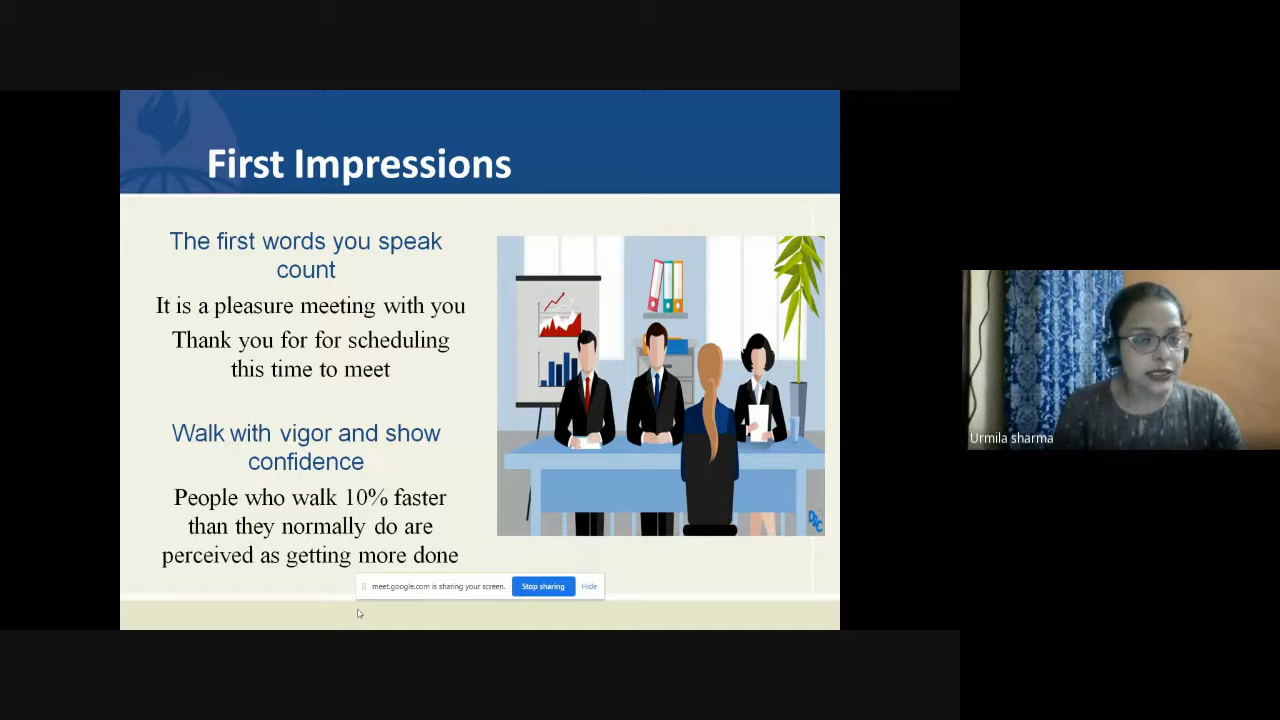 First Impressions
The first words you speak
count
It is a pleasure meeting with you
Thank you for for scheduling
this time to meet
Walk with vigor and show
confidence
People who walk 10% faster
than they normally do are
perceived as getting more done
meet.google.com is sharing your screen. Stop sharing Hide
Urmila sharma